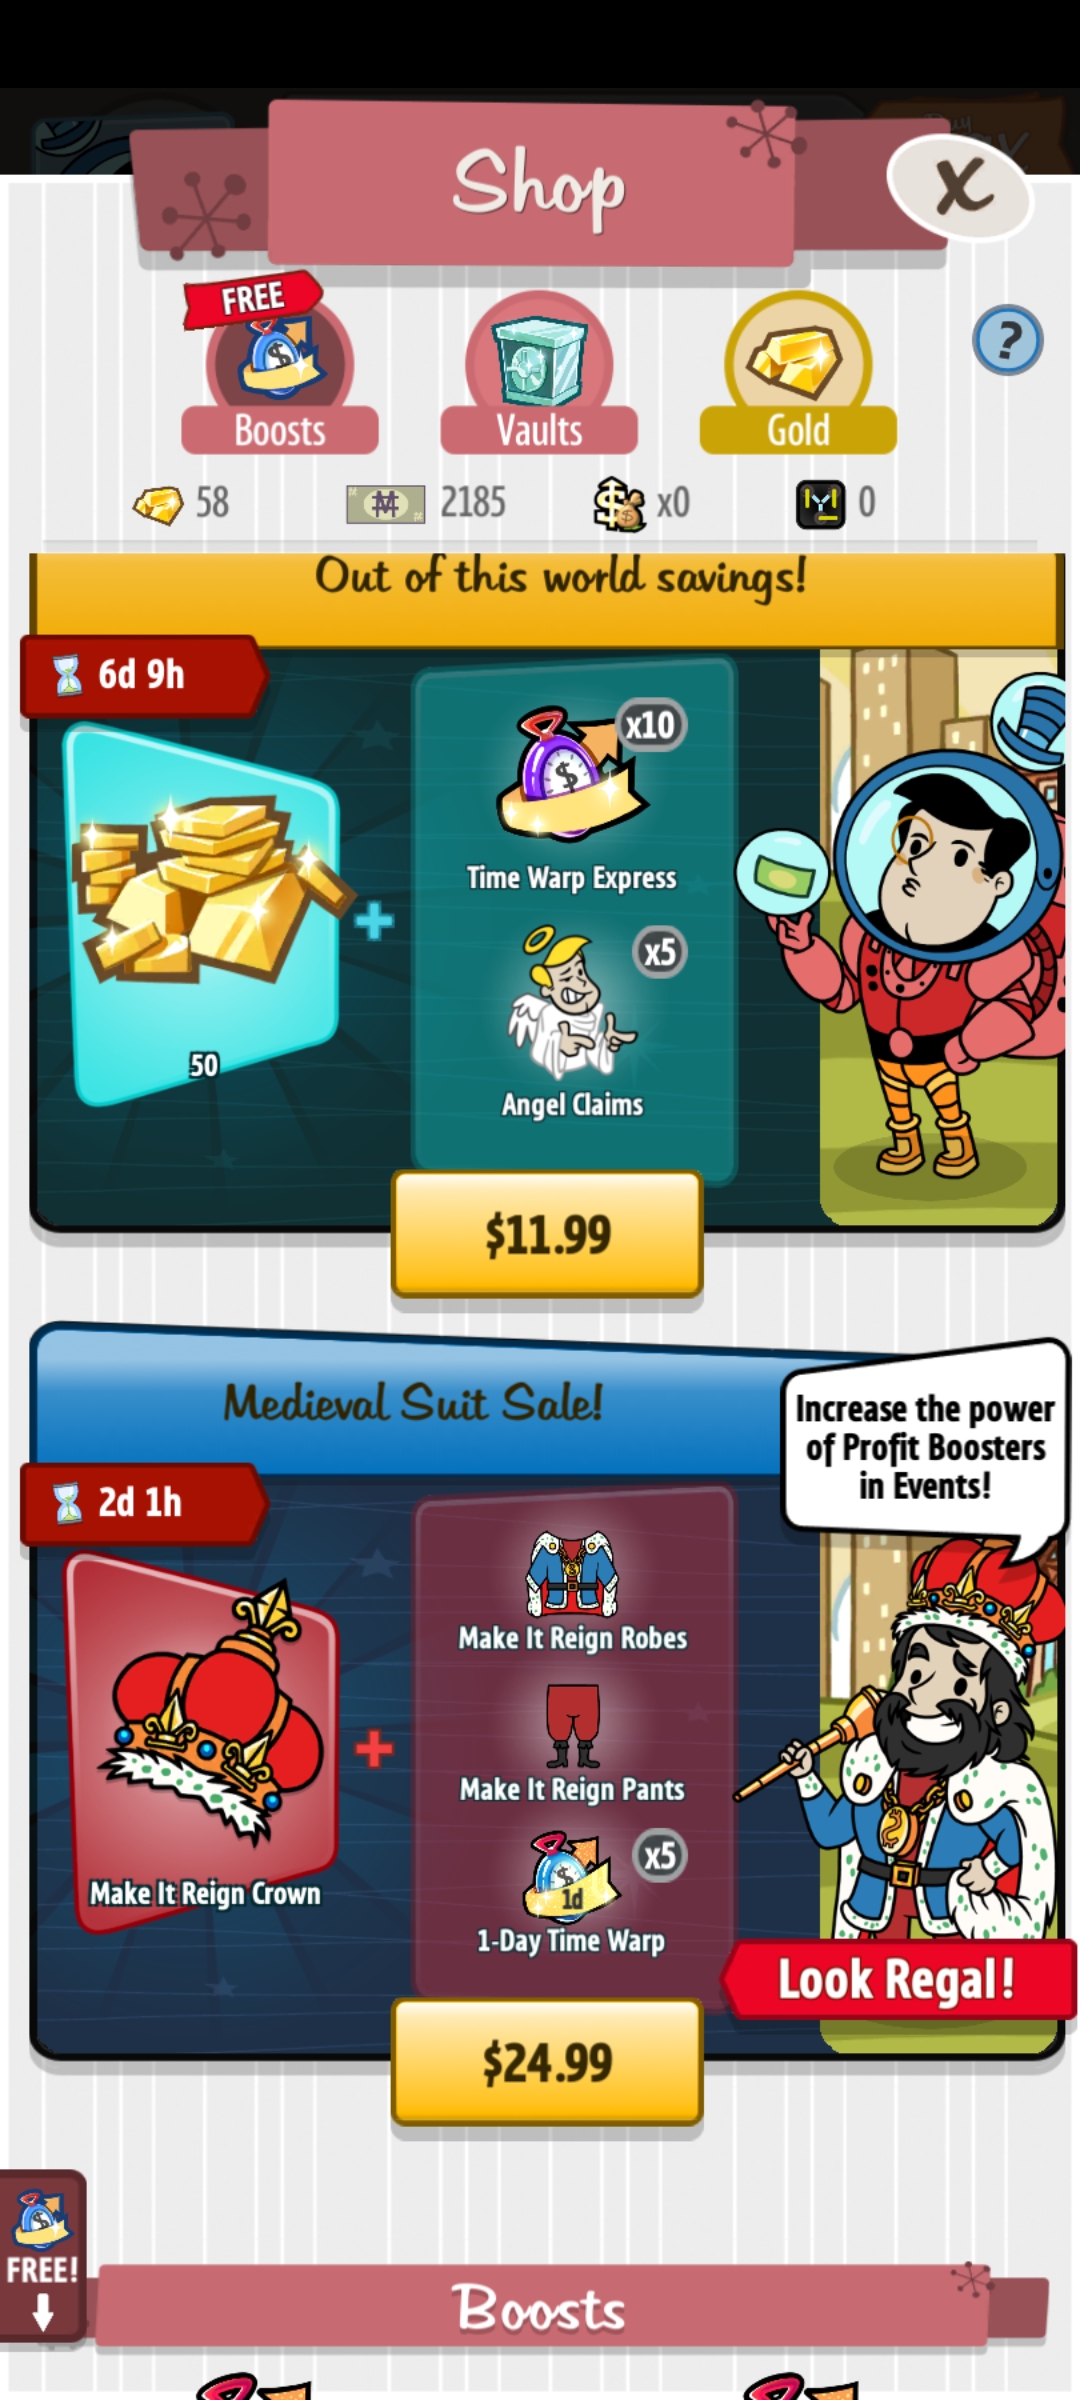 Shop
X
FREE
Boosts
Vaults
Gold
?
58
2185
x0
0
Out of this world savings!
6d 9h
x10
Time Warp Express
x5
Angel Claims
50
$11.99
Medieval Suit Sale!
Increase the power
of Profit Boosters
in Events!
2d 1h
Make It Reign Robes
Make It Reign Pants
x5
1d
1-Day Time Warp
Make It Reign Crown
Look Regal!
$24.99
FREE!
Boosts